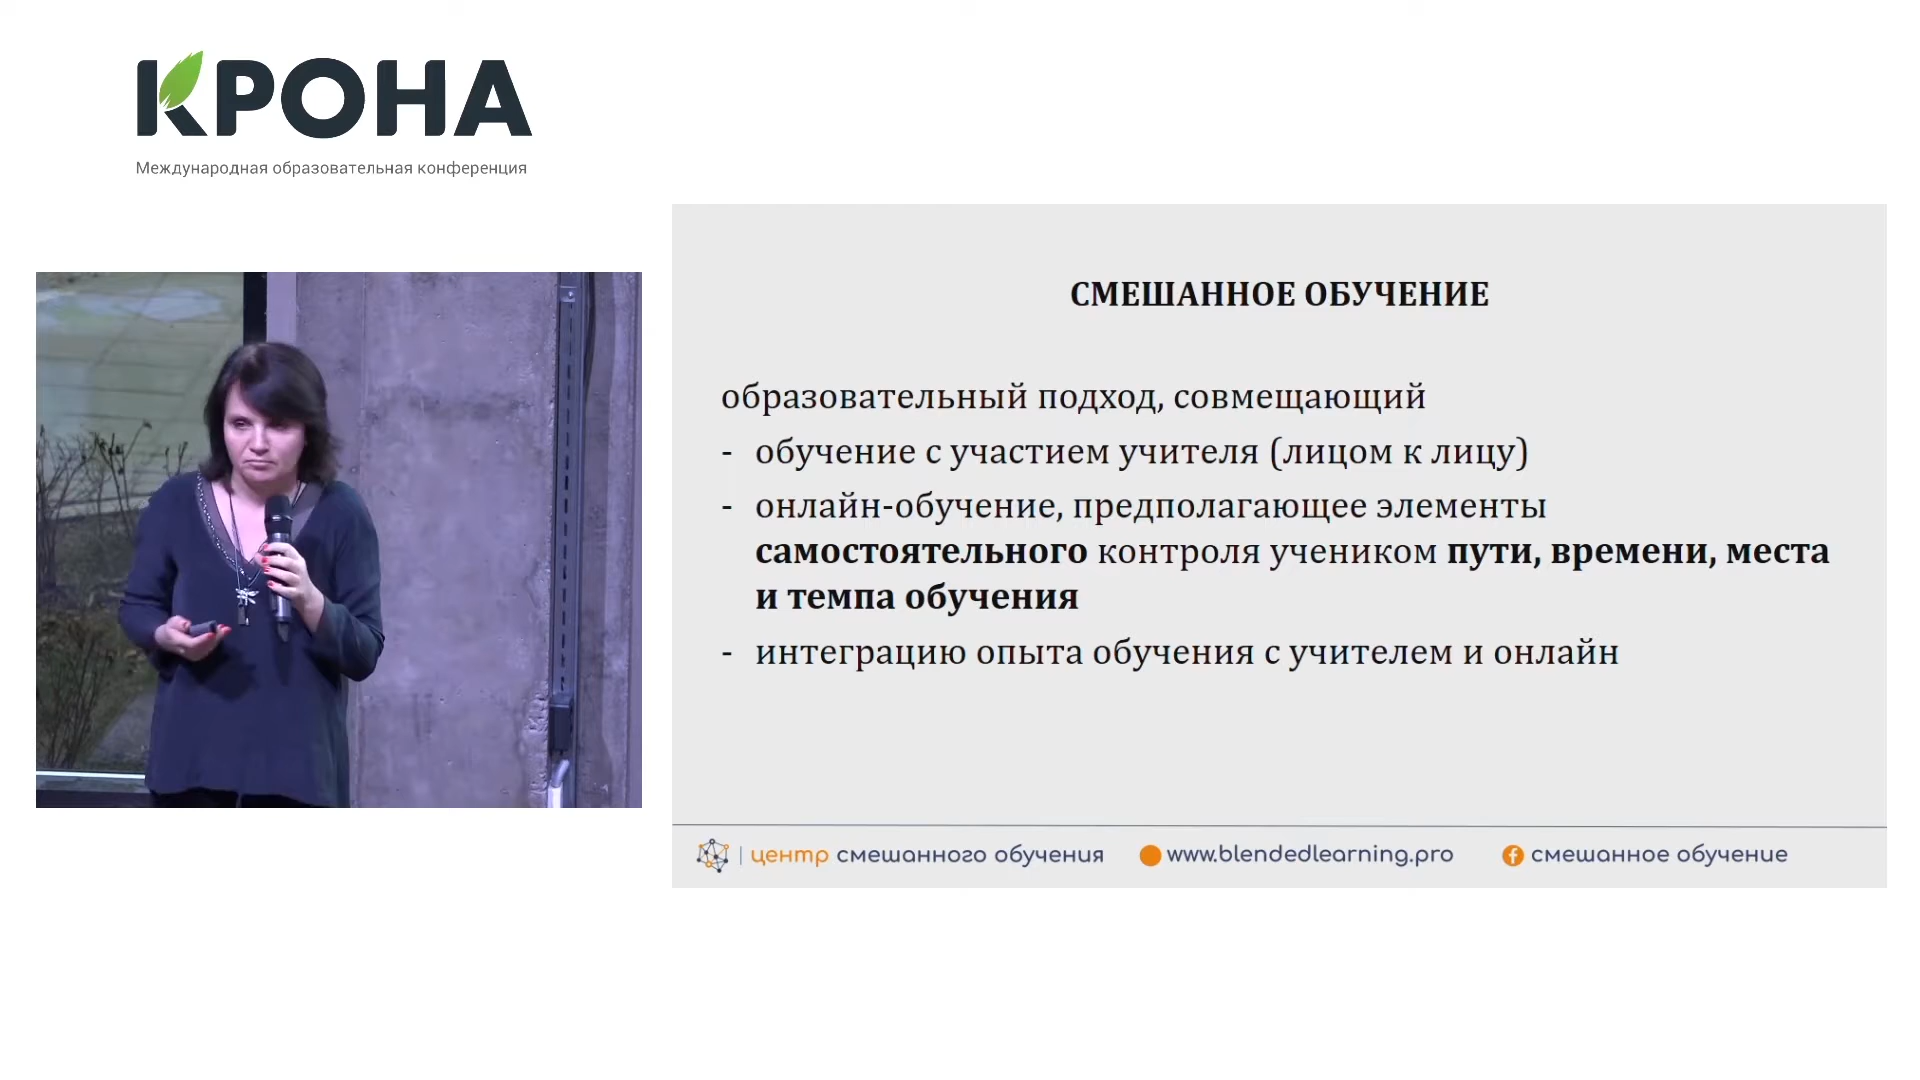 КРОНА
Международная образовательная конференция
СМЕШАННОЕ ОБУЧЕНИЕ
образовательный подход, совмещающий
- обучение с участием учителя (лицом к лицу)
- онлайн-обучение, предполагающее элементы
самостоятельного контроля учеником пути, времени, места
и темпа обучения
- интеграцию опыта обучения с учителем и онлайн
| центр смешанного обучения www.blendedlearning.pro смешанное обучение